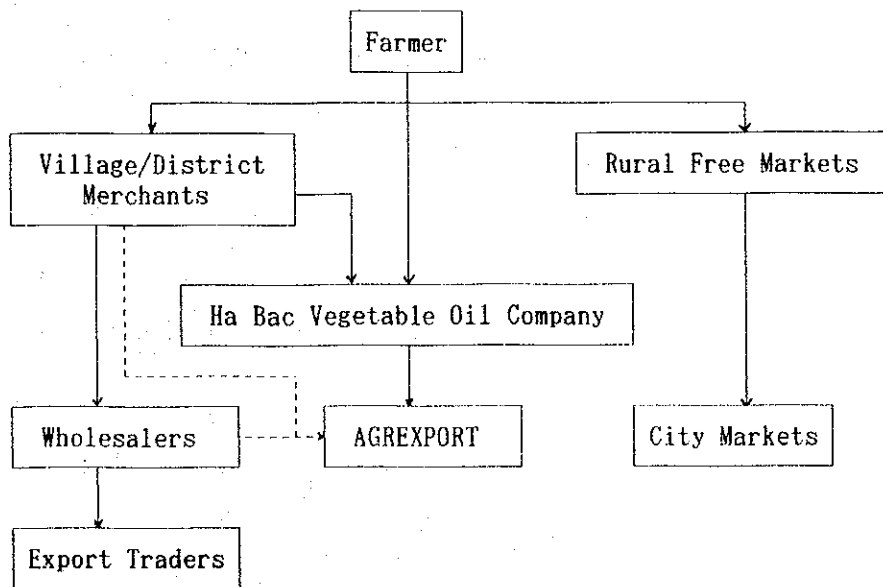 Farmer
Village/District
Merchants
Rural Free Markets
Ha Bac Vegetable Oil Company
Wholesalers
AGREXPORT
City Markets
Export Traders